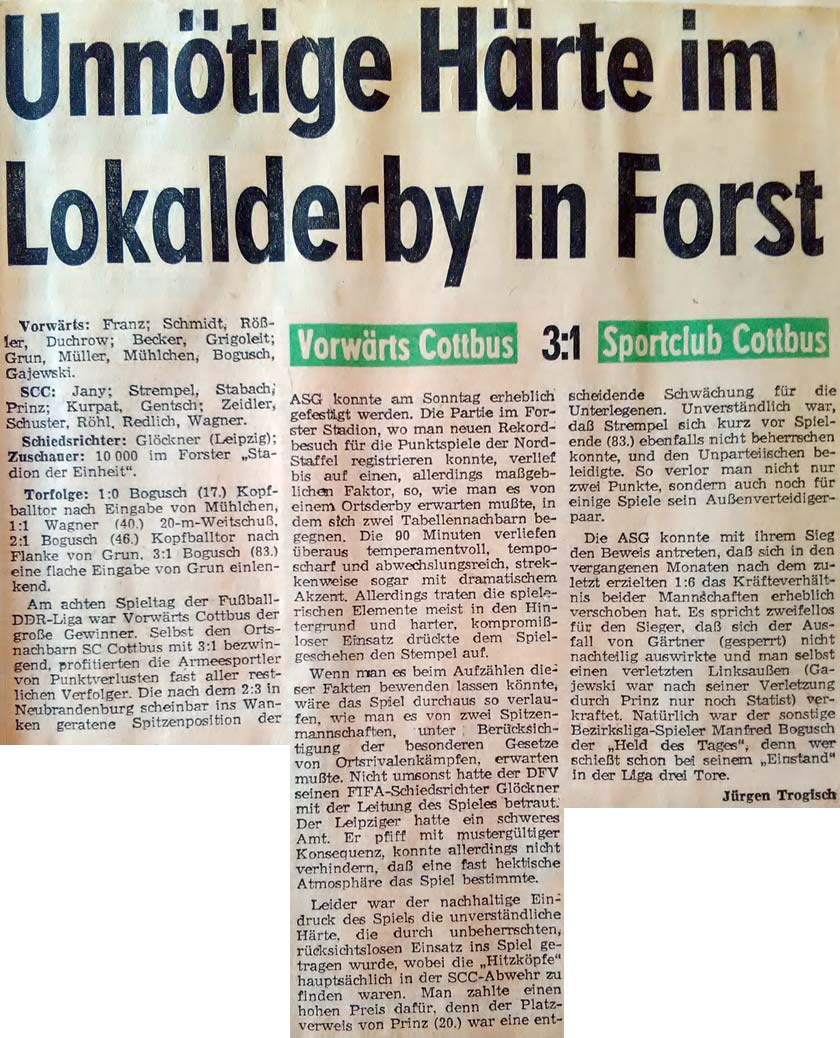 Unnötige Härte im
Lokalderby in Forst
Vorwärts: Franz; Schmidt, Röß-
ler, Duchrow; Becker, Grigoleit;
Grun, Müller, Mühlchen, Bogusch,
Gajewski.
SCC: Jany; Strempel, Stabach,
Prinz; Kurpat, Gentsch; Zeidler,
Schuster, Röhl, Redlich, Wagner.
Schiedsrichter: Glöckner (Leipzig);
Zuschauer: 10 000 im Forster „Sta-
dion der Einheit“.
Torfolge: 1:0 Bogusch (17.) Kopf-
balltor nach Eingabe von Mühlchen,
1:1 Wagner (40.) 20-m-Weitschuß,
2:1 Bogusch (46.) Kopfballtor nach
Flanke von Grun. 3:1 Bogusch (83.)
eine flache Eingabe von Grun einlen-
kend.
Am achten Spieltag der Fußball-
DDR-Liga war Vorwärts Cottbus der
große Gewinner. Selbst den Orts-
nachbarn SC Cottbus mit 3:1 bezwin-
gend, profitierten die Armeesportler
von Punktverlusten fast aller rest-
lichen Verfolger. Die nach dem 2:3 in
Neubrandenburg scheinbar ins Wan-
ken geratene Spitzenposition der
Vorwärts Cottbus 3:1 Sportclub Cottbus
ASG konnte am Sonntag erheblich
gefestigt werden. Die Partie im For-
ster Stadion, wo man neuen Rekord-
besuch für die Punktspiele der Nord-
Staffel registrieren konnte, verlief
bis auf einen, allerdings maßgeb-
lichen Faktor, so, wie man es von
einem Ortsderby erwarten mußte, in
dem sich zwei Tabellennachbarn be-
gegnen. Die 90 Minuten verliefen
überaus temperamentvoll, tempo-
scharf und abwechslungsreich, strek-
kenweise sogar mit dramatischem
Akzent. Allerdings traten die spiele-
rischen Elemente meist in den Hin-
tergrund und harter, kompromiß-
loser Einsatz drückte dem Spiel-
geschehen den Stempel auf.
Wenn man es beim Aufzählen die-
ser Fakten bewenden lassen könnte,
wäre das Spiel durchaus so verlau-
fen, wie man es von zwei Spitzen-
mannschaften, unter Berücksich-
tigung der besonderen Gesetze
von Ortsrivalenkämpfen, erwarten
mußte. Nicht umsonst hatte der DFV
seinen FIFA-Schiedsrichter Glöckner
mit der Leitung des Spieles betraut.
Der Leipziger hatte ein schweres
Amt. Er pfiff mit mustergültiger
Konsequenz, konnte allerdings nicht
verhindern, daß eine fast hektische
Atmosphäre das Spiel bestimmte.
Leider war der nachhaltige Ein-
druck des Spiels die unverständliche
Härte, die durch unbeherrschten,
rücksichtslosen Einsatz ins Spiel ge-
tragen wurde, wobei die „Hitzköpfe“
hauptsächlich in der SCC-Abwehr zu
finden waren. Man zahlte einen
hohen Preis dafür, denn der Platz-
verweis von Prinz (20.) war eine ent-
scheidende Schwächung für die
Unterlegenen. Unverständlich war,
daß Strempel sich kurz vor Spiel-
ende (83.) ebenfalls nicht beherrschen
konnte, und den Unparteiischen be-
leidigte. So verlor man nicht nur
zwei Punkte, sondern auch noch für
einige Spiele sein Außenverteidiger-
paar.
Die ASG konnte mit ihrem Sieg
den Beweis antreten, daß sich in den
vergangenen Monaten nach dem zu-
letzt erzielten 1:6 das Kräfteverhält-
nis beider Mannschaften erheblich
verschoben hat. Es spricht zweifellos
für den Sieger, daß sich der Aus-
fall von Gärtner (gesperrt) nicht
nachteilig auswirkte und man selbst
einen verletzten Linksaußen (Ga-
jewski war nach seiner Verletzung
durch Prinz nur noch Statist) ver-
kraftet. Natürlich war der sonstige
Bezirksliga-Spieler Manfred Bogusch
der „Held des Tages“, denn wer
schießt schon bei seinem „Einstand“
in der Liga drei Tore.
Jürgen Trogisch